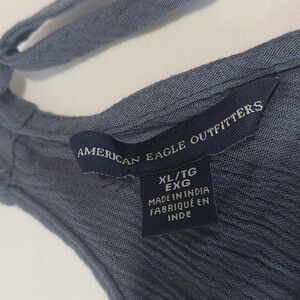 AMERICAN EAGLE OUTFITTERS
XL/TG
EXG
MADE IN INDIA
FABRIQUÉ EN
INDE